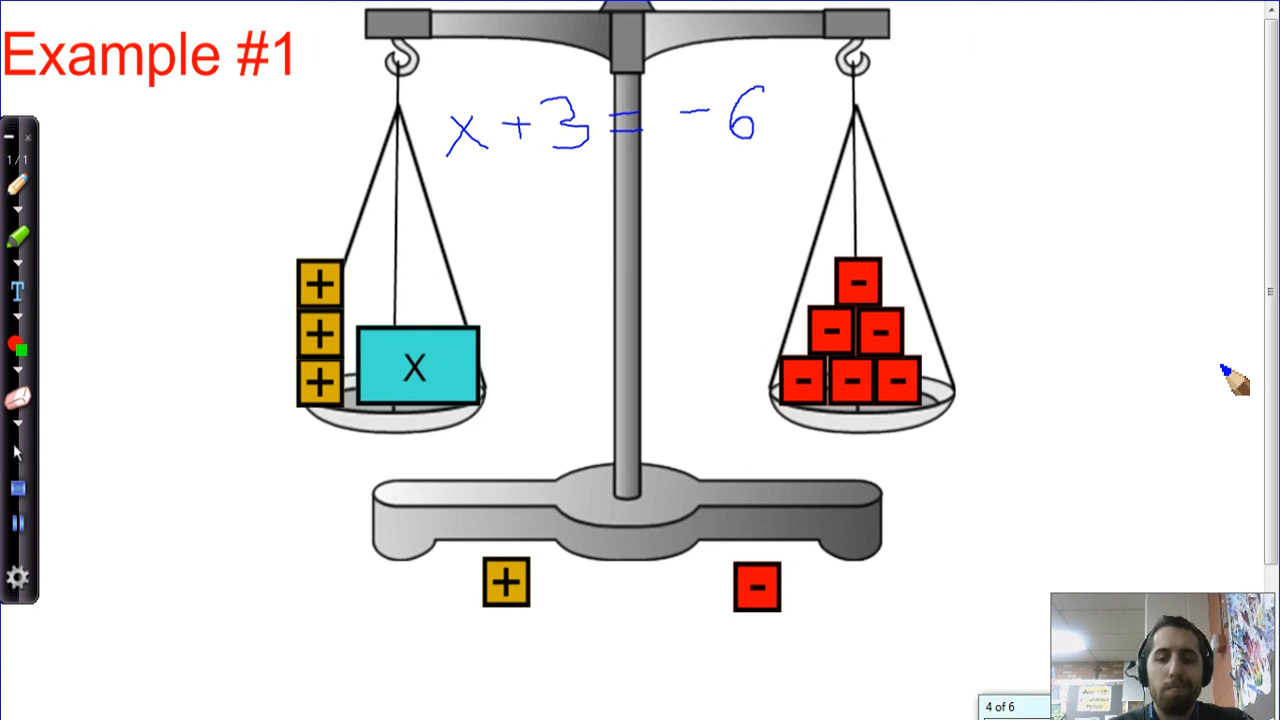 Example #1
x + 3 = - 6
1 / 1
T
+
+
+
X
-
- -
- - -
+ -
4 of 6